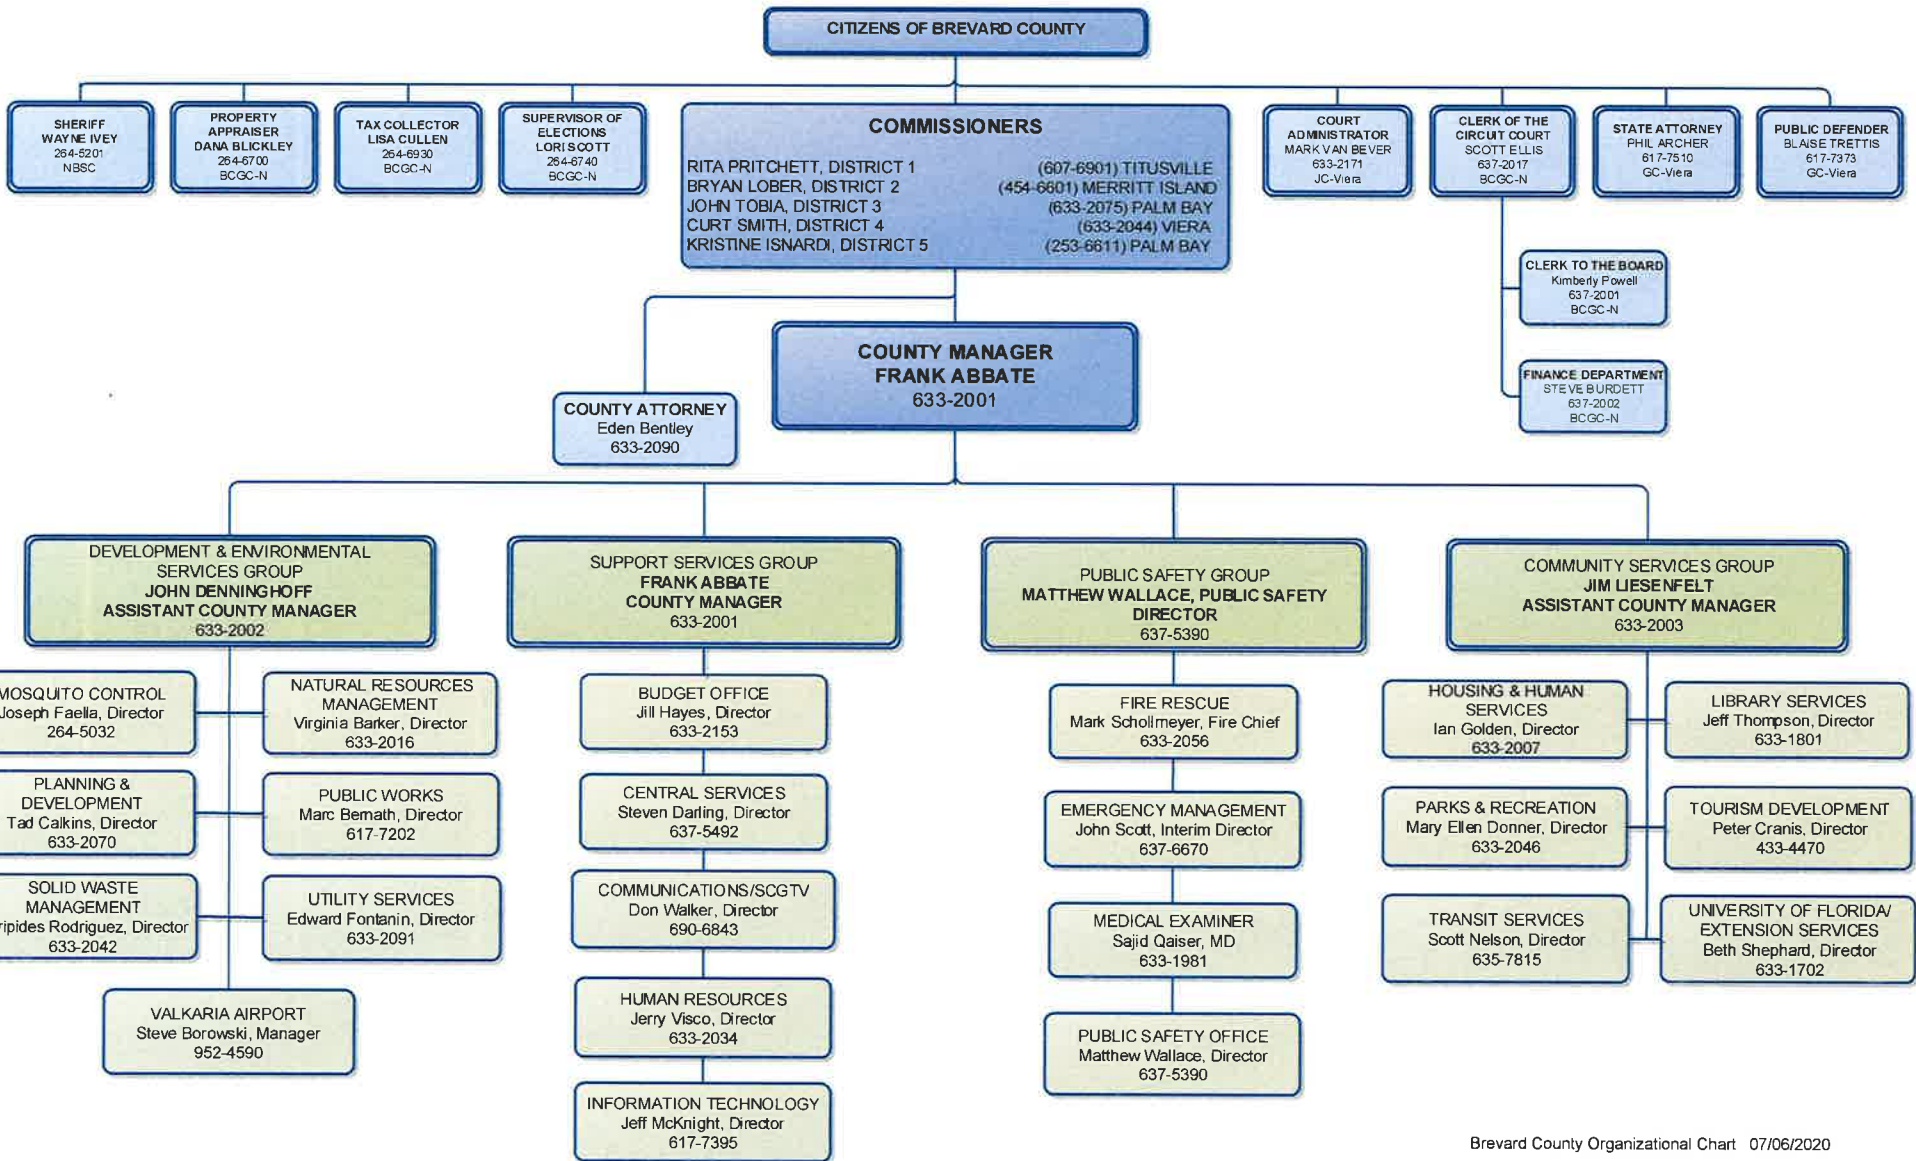 CITIZENS OF BREVARD COUNTY
SHERIFF
WAYNE IVEY
264-5201
NBSC
PROPERTY
APPRAISER
DANA BLICKLEY
264-6700
BCGC-N
TAX COLLECTOR
LISA CULLEN
264-6930
BCGC-N
SUPERVISOR OF
ELECTIONS
LORI SCOTT
264-6740
BCGC-N
COMMISSIONERS
RITA PRITCHETT, DISTRICT 1 (607-6901) TITUSVILLE
BRYAN LOBER, DISTRICT 2 (454-6601) MERRITT ISLAND
JOHN TOBIA, DISTRICT 3 (633-2075) PALM BAY
CURT SMITH, DISTRICT 4 (633-2044) VIERA
KRISTINE ISNARDI, DISTRICT 5 (253-6611) PALM BAY
COURT
ADMINISTRATOR
MARK VAN BEVER
633-2171
JC-Viera
CLERK OF THE
CIRCUIT COURT
SCOTT ELLIS
637-2017
BCGC-N
STATE ATTORNEY
PHIL ARCHER
617-7510
GC-Viera
PUBLIC DEFENDER
BLAISE TRETTIS
617-7373
GC-Viera
CLERK TO THE BOARD
Kimberly Powell
637-2001
BCGC-N
FINANCE DEPARTMENT
STEVE BURDETT
637-2002
BCGC-N
COUNTY MANAGER
FRANK ABBATE
633-2001
COUNTY ATTORNEY
Eden Bentley
633-2090
DEVELOPMENT & ENVIRONMENTAL
SERVICES GROUP
JOHN DENNINGHOFF
ASSISTANT COUNTY MANAGER
633-2002
MOSQUITO CONTROL
Joseph Faella, Director
264-5032
NATURAL RESOURCES
MANAGEMENT
Virginia Barker, Director
633-2016
PLANNING &
DEVELOPMENT
Tad Calkins, Director
633-2070
PUBLIC WORKS
Marc Bernath, Director
617-7202
SOLID WASTE
MANAGEMENT
ripides Rodriguez, Director
633-2042
UTILITY SERVICES
Edward Fontanin, Director
633-2091
VALKARIA AIRPORT
Steve Borowski, Manager
952-4590
SUPPORT SERVICES GROUP
FRANK ABBATE
COUNTY MANAGER
633-2001
BUDGET OFFICE
Jill Hayes, Director
633-2153
CENTRAL SERVICES
Steven Darling, Director
637-5492
COMMUNICATIONS/SCGTV
Don Walker, Director
690-6843
HUMAN RESOURCES
Jerry Visco, Director
633-2034
INFORMATION TECHNOLOGY
Jeff McKnight, Director
617-7395
PUBLIC SAFETY GROUP
MATTHEW WALLACE, PUBLIC SAFETY
DIRECTOR
637-5390
FIRE RESCUE
Mark Schollmeyer, Fire Chief
633-2056
EMERGENCY MANAGEMENT
John Scott, Interim Director
637-6670
MEDICAL EXAMINER
Sajid Qaiser, MD
633-1981
PUBLIC SAFETY OFFICE
Matthew Wallace, Director
637-5390
COMMUNITY SERVICES GROUP
JIM LIESENFELT
ASSISTANT COUNTY MANAGER
633-2003
HOUSING & HUMAN
SERVICES
Ian Golden, Director
633-2007
LIBRARY SERVICES
Jeff Thompson, Director
633-1801
PARKS & RECREATION
Mary Ellen Donner, Director
633-2046
TOURISM DEVELOPMENT
Peter Cranis, Director
433-4470
TRANSIT SERVICES
Scott Nelson, Director
635-7815
UNIVERSITY OF FLORIDA/
EXTENSION SERVICES
Beth Shephard, Director
633-1702
Brevard County Organizational Chart 07/06/2020